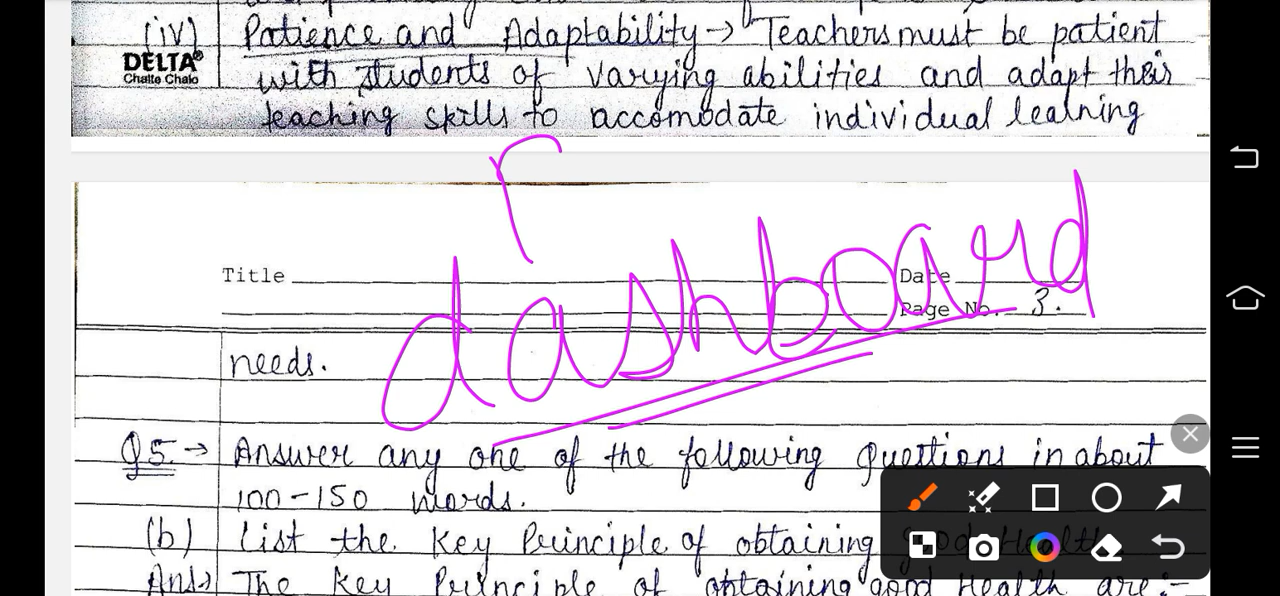 (iv) Patience and Adaptability → Teachers must be patient
DELTA®
Chalte Chalo
with students of varying abilities and adapt their
teaching skills to accomodate individual learning
dashboard
Title
Date
Page No. 3.
needs.
Q5. → Answer any one of the following questions in about
100-150 words.
(b) List the Key Principle of obtaining good Health.
Ans→ The Key Principle of obtaining good Health are:-